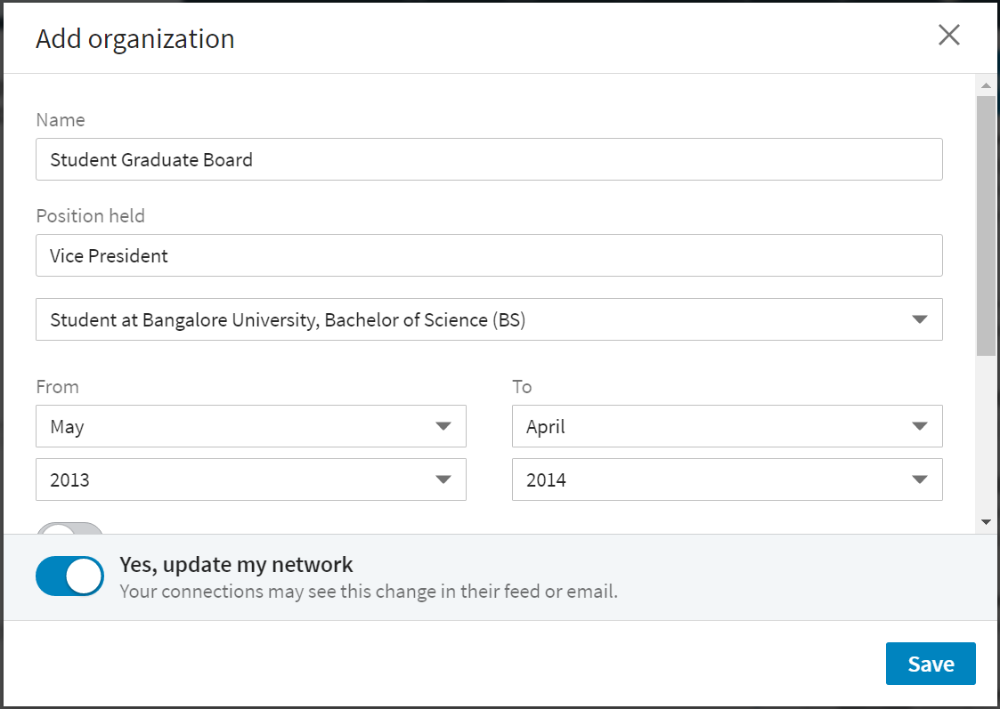 Add organization
Name
Student Graduate Board
Position held
Vice President
Student at Bangalore University, Bachelor of Science (BS)
From
To
May
April
2013
2014
Yes, update my network
Your connections may see this change in their feed or email.
Save